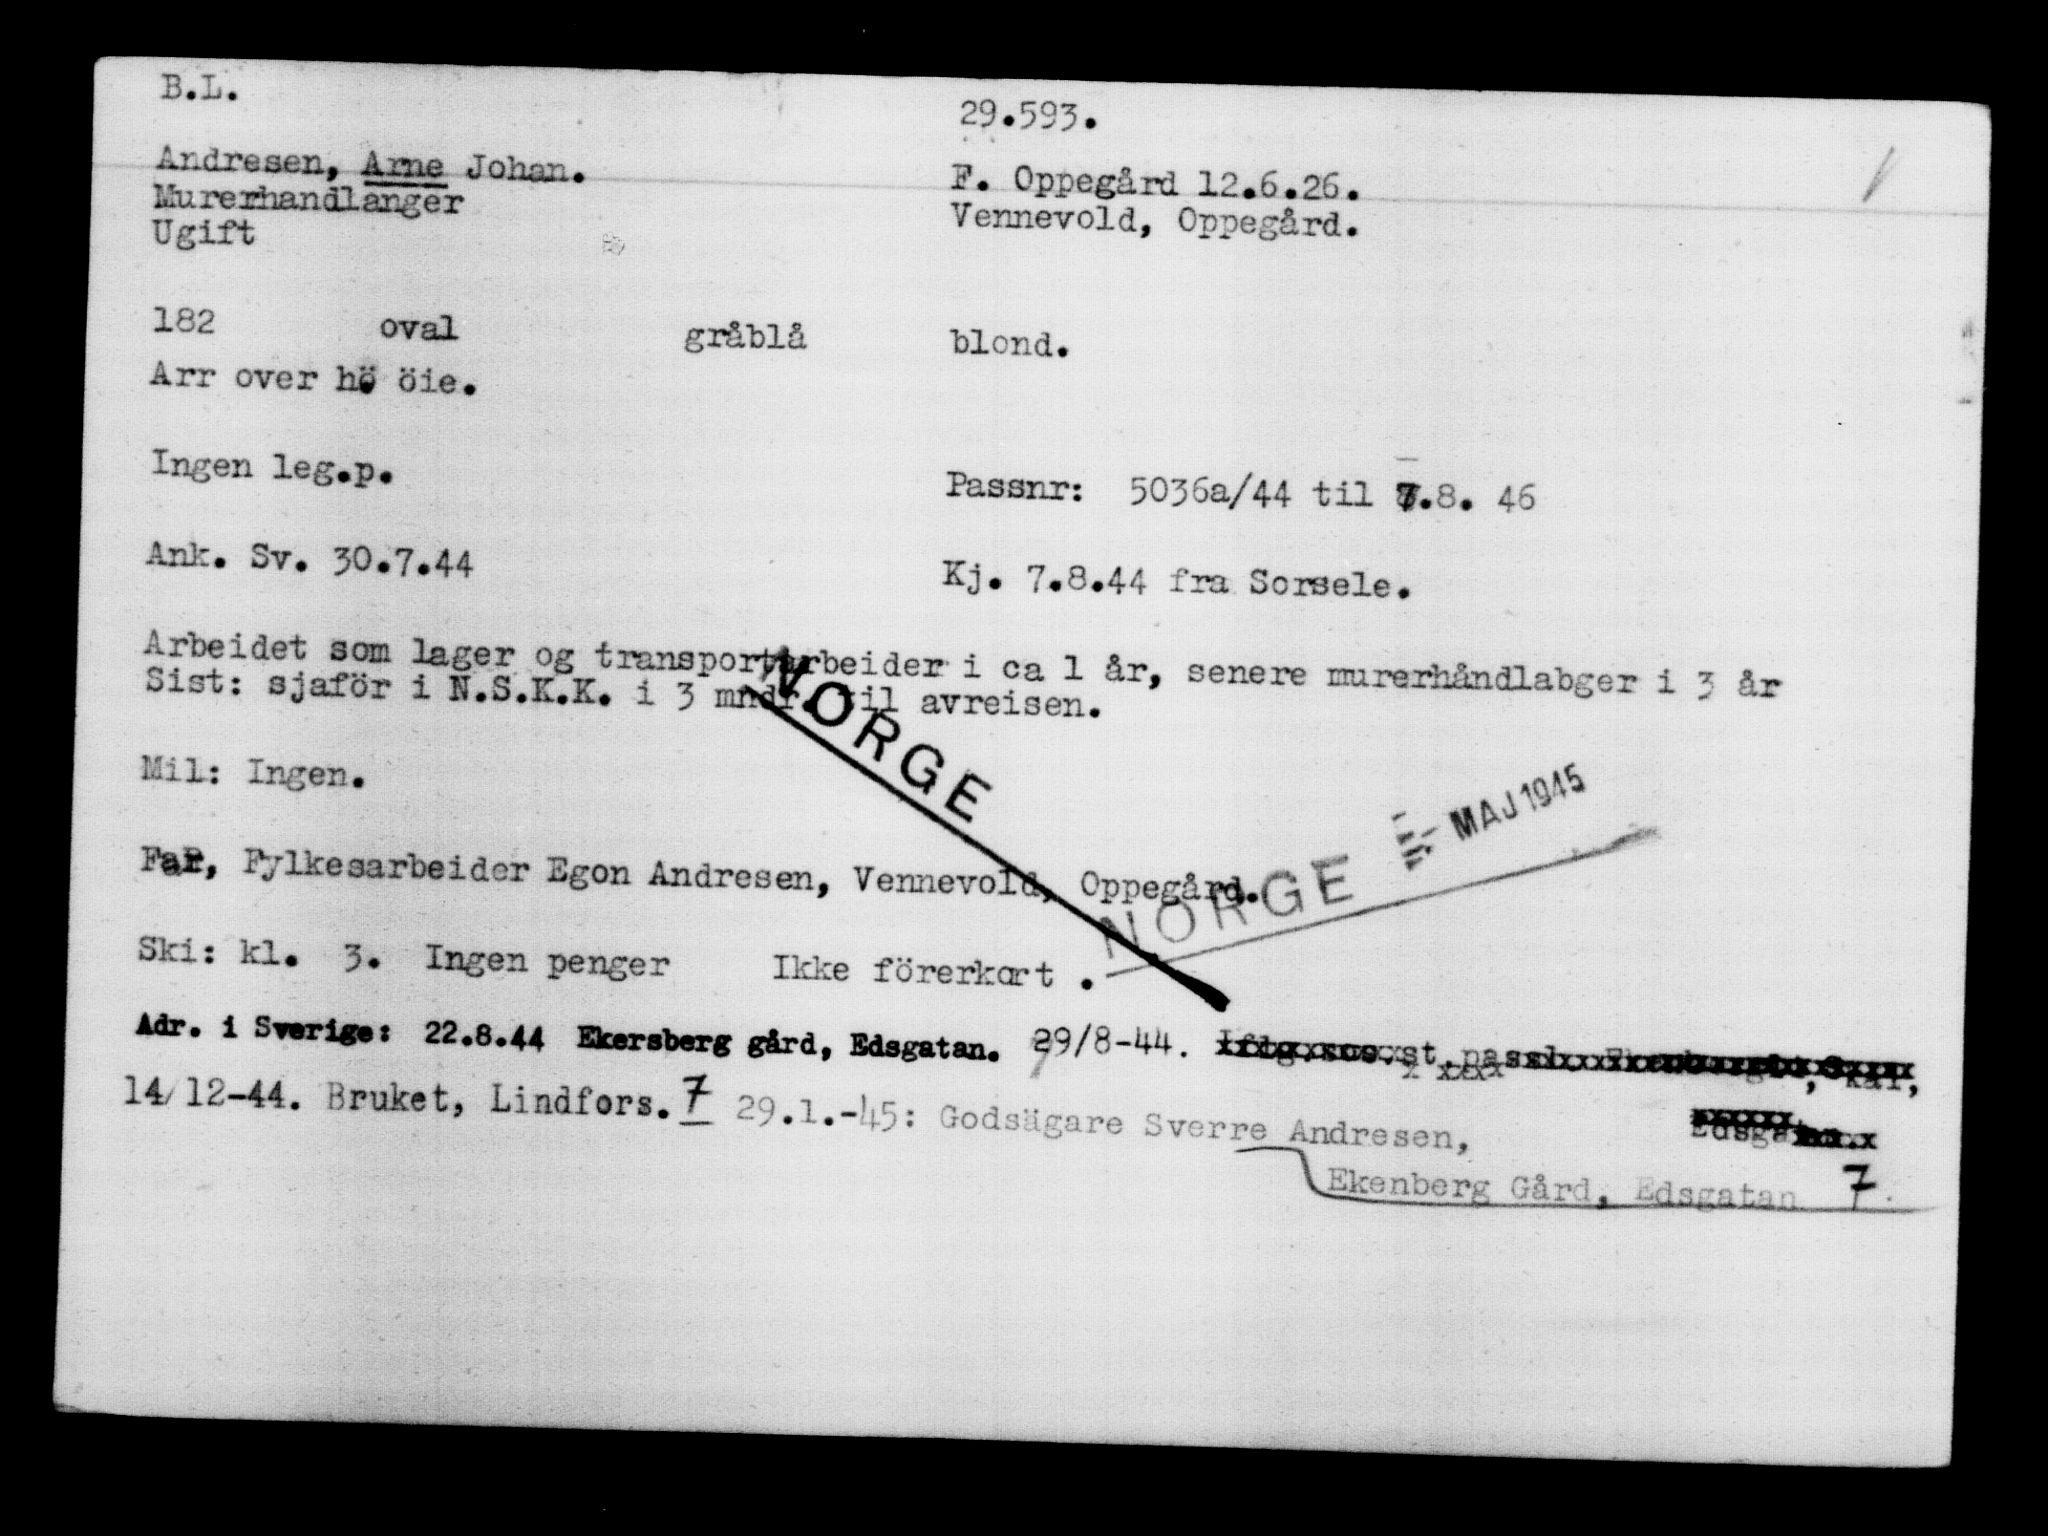 B.L.
29.593.
Andresen, Arne Johan.
F. Oppegård 12.6.26.
Murerhandlanger
Vennevold, Oppegård.
Ugift
182 oval gråblå blond.
Arr over hö. öie.
Ingen leg.p.
Passnr: 5036a/44 til 7.8. 46
Ank. Sv. 30.7.44
Kj. 7.8.44 fra Sorsele.
Arbeidet som lager og transportarbeider i ca 1 år, senere murerhåndlabger i 3 år
Sist: sjaför i N.S.K.K. i 3 mndr. til avreisen.
NORGE
Mil: Ingen.
MAJ 1945
NORGE
Far, Fylkesarbeider Egon Andresen, Vennevold, Oppegård.
Ski: kl. 3. Ingen penger Ikke förerkort .
Adr. i Sverige: 22.8.44 Ekersberg gård, Edsgatan. 29/8-44.
14/12-44. Bruket, Lindfors. 7 29.1.-45: Godsägare Sverre Andresen,
Edsgatan.
Ekenberg Gård, Edsgatan 7